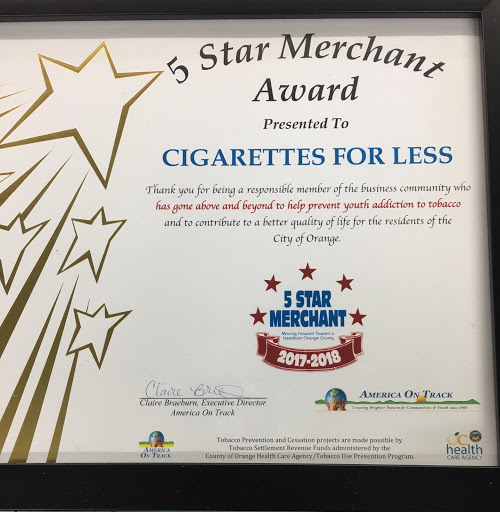 5 Star Merchant
Award
Presented To
CIGARETTES FOR LESS
Thank you for being a responsible member of the business community who
has gone above and beyond to help prevent youth addiction to tobacco
and to contribute to a better quality of life for the residents of the
City of Orange.
5 STAR
MERCHANT
Moving Forward Toward a
Healthier Orange County
2017-2018
Claire
Claire Braeburn, Executive Director
America On Track
AMERICA ON TRACK
Creating Brighter Futures for Communities & Youth since 1995
AMERICA
ON TRACK
Tobacco Prevention and Cessation projects are made possible by
Tobacco Settlement Revenue Funds administered by the
County of Orange Health Care Agency/Tobacco Use Prevention Program.
OC
health
CARE AGENCY